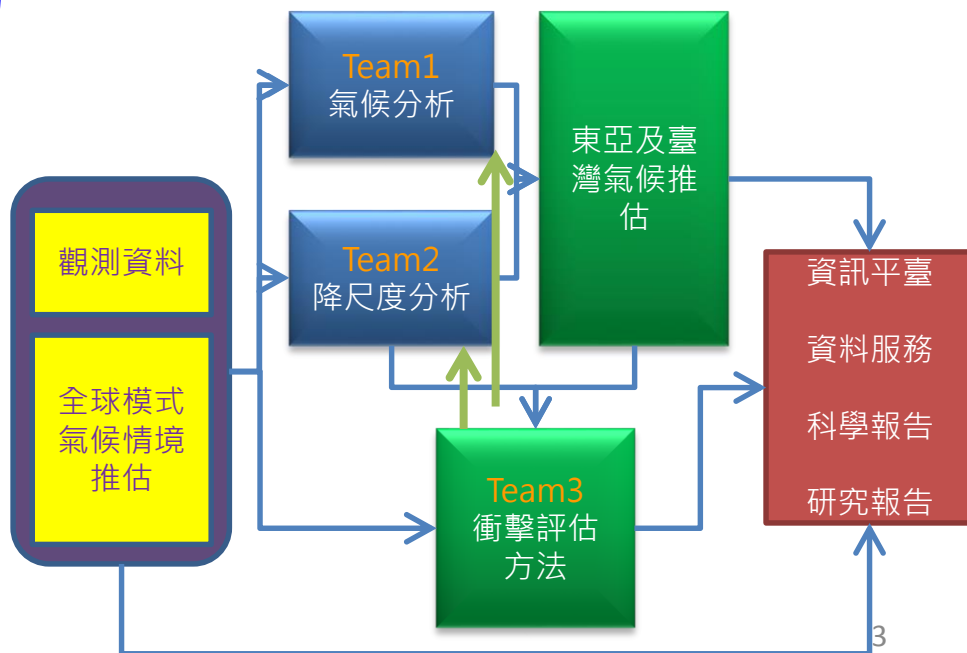 觀測資料
全球模式
氣候情境
推估
Team1
氣候分析
Team2
降尺度分析
東亞及臺
灣氣候推
估
Team3
衝擊評估
方法
資訊平臺
資料服務
科學報告
研究報告
3